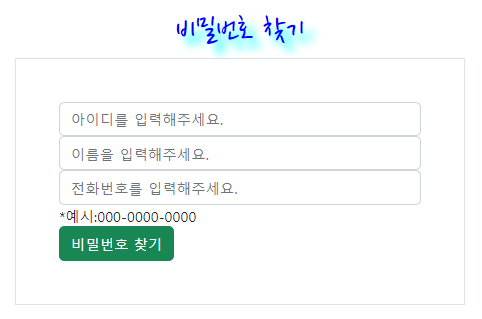 비밀번호 찾기
아이디를 입력해주세요.
이름을 입력해주세요.
전화번호를 입력해주세요.
*예시:000-0000-0000
비밀번호 찾기